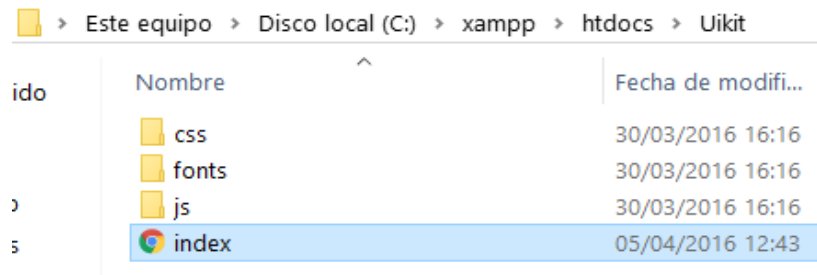 Este equipo > Disco local (C:) > xampp > htdocs > Uikit
ido
Nombre Fecha de modifi...
css 30/03/2016 16:16
fonts 30/03/2016 16:16
js 30/03/2016 16:16
index 05/04/2016 12:43